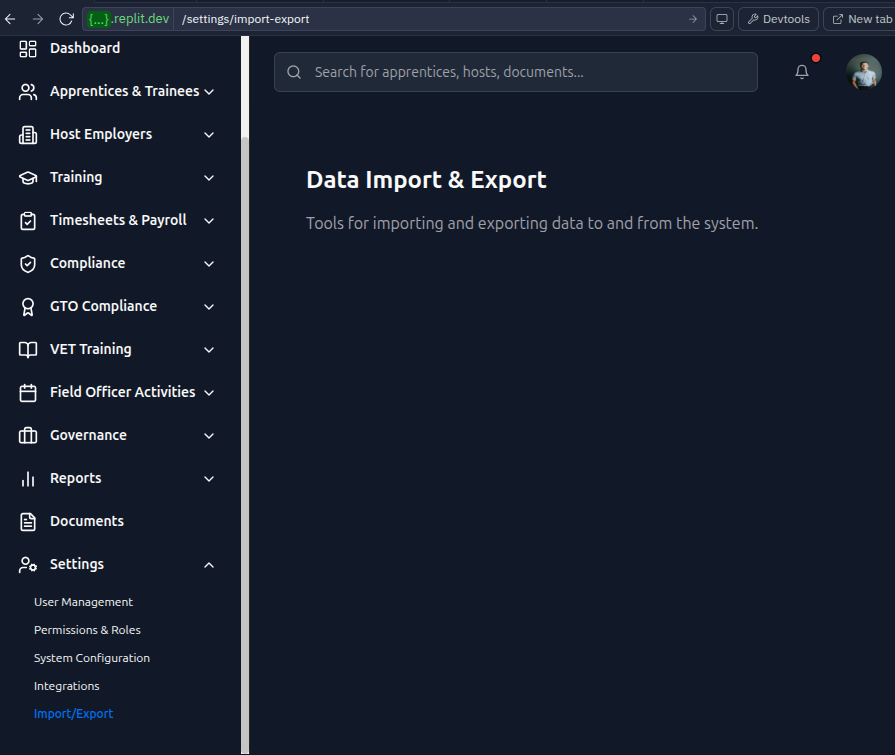 {...}.replit.dev /settings/import-export
Devtools
New tab
Dashboard
Search for apprentices, hosts, documents...
Apprentices & Trainees
Host Employers
Training
Timesheets & Payroll
Compliance
GTO Compliance
VET Training
Field Officer Activities
Governance
Reports
Documents
Settings
User Management
Permissions & Roles
System Configuration
Integrations
Import/Export
Data Import & Export
Tools for importing and exporting data to and from the system.